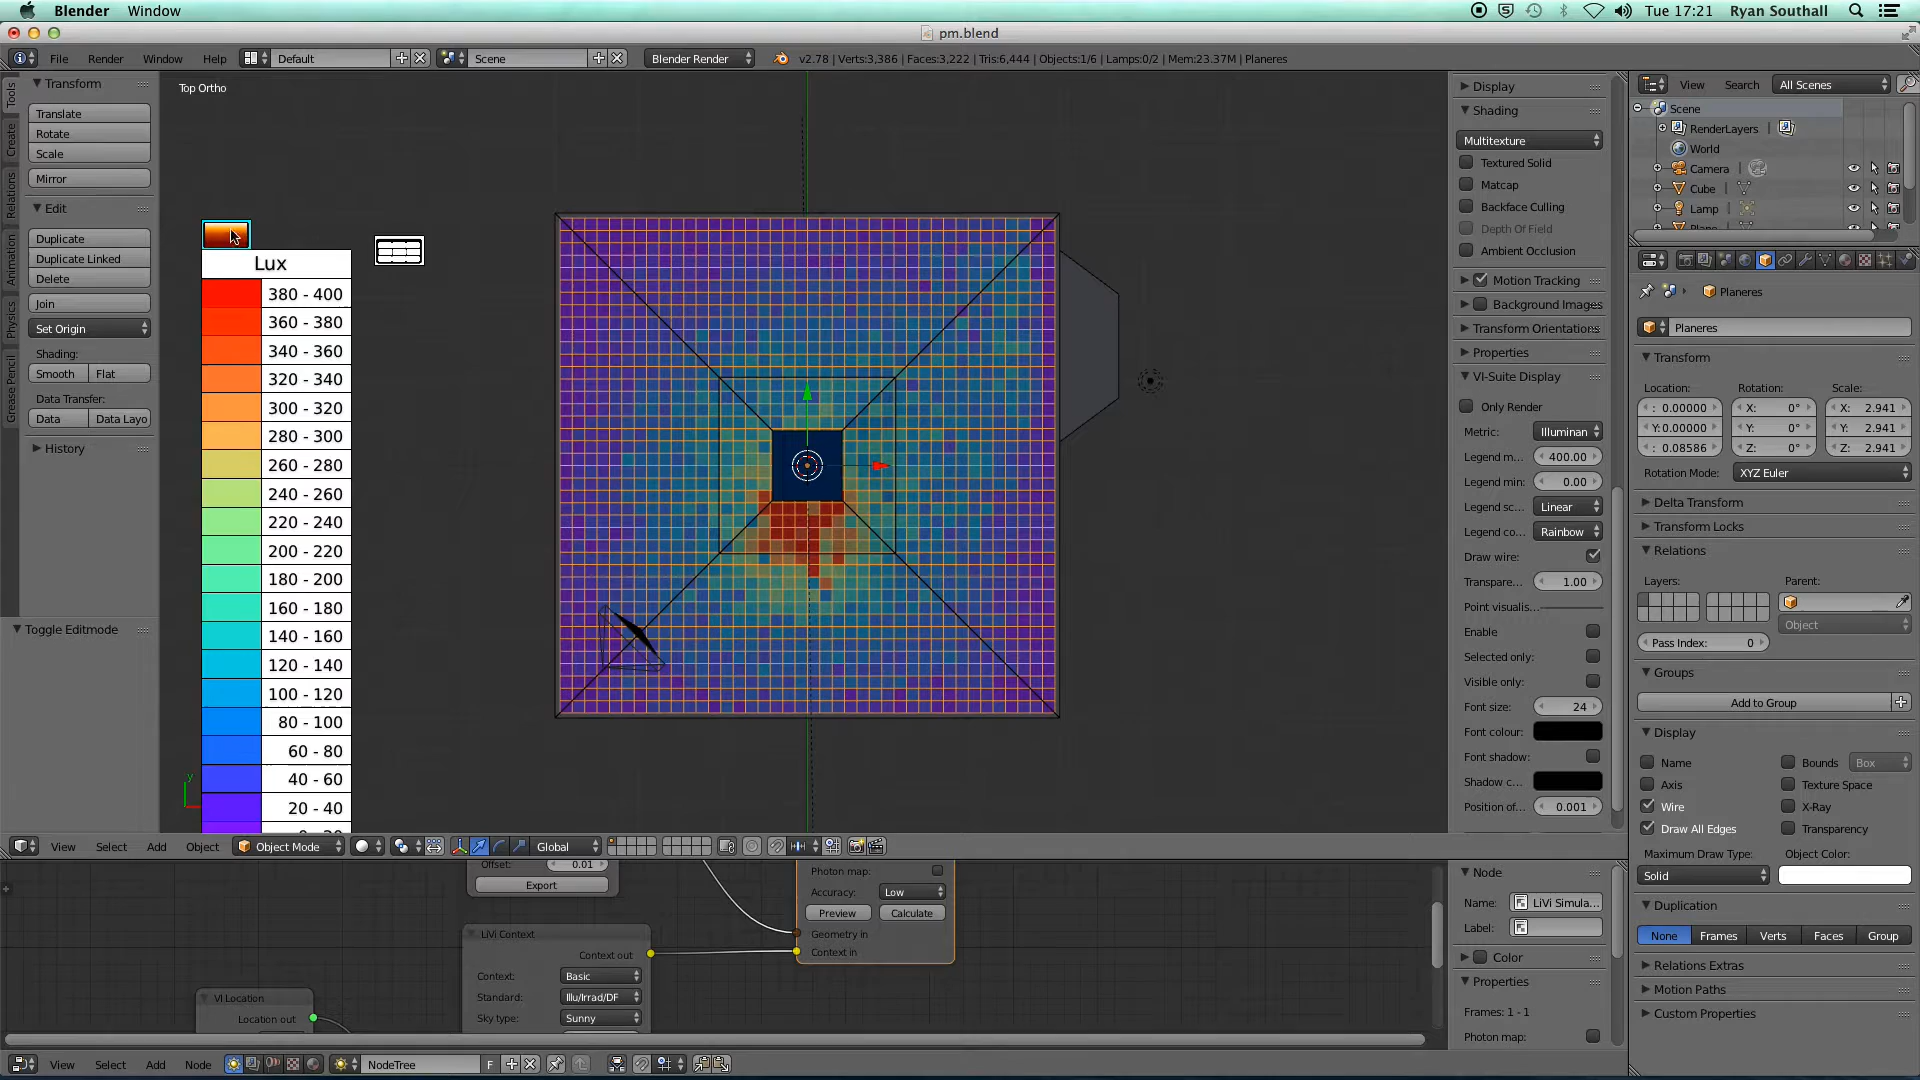 Blender Window Tue 17:21 Ryan Southall
pm.blend
File Render Window Help Default Scene Blender Render v2.78 | Verts:3,386 | Faces:3,222 | Tris:6,444 | Objects:1/6 | Lamps:0/2 | Mem:23.37M | Planeres
Tools
Create
Relations
Animation
Physics
Grease Pencil
Transform
Translate
Rotate
Scale
Mirror
Edit
Duplicate
Duplicate Linked
Delete
Join
Set Origin
Shading:
Smooth Flat
Data Transfer:
Data Data Layo
History
Toggle Editmode
Top Ortho
Lux
380 - 400
360 - 380
340 - 360
320 - 340
300 - 320
280 - 300
260 - 280
240 - 260
220 - 240
200 - 220
180 - 200
160 - 180
140 - 160
120 - 140
100 - 120
80 - 100
60 - 80
40 - 60
20 - 40
y
Display
Shading
Multitexture
Textured Solid
Matcap
Backface Culling
Depth Of Field
Ambient Occlusion
Motion Tracking
Background Images
Transform Orientations
Properties
VI-Suite Display
Only Render
Metric: Illuminan
Legend m... 400.00
Legend min: 0.00
Legend sc... Linear
Legend co... Rainbow
Draw wire:
Transpare... 1.00
Point visualis...
Enable
Selected only:
Visible only:
Font size: 24
Font colour:
Font shadow:
Shadow c...
Position of... 0.001
View Search All Scenes
Scene
RenderLayers
World
Camera
Cube
Lamp
Planeres
Planeres
Transform
Location: Rotation: Scale:
: 0.00000 X: 0° X: 2.941
Y: 0.00000 Y: 0° Y: 2.941
: 0.08586 Z: 0° Z: 2.941
Rotation Mode: XYZ Euler
Delta Transform
Transform Locks
Relations
Layers: Parent:
Object
Pass Index: 0
Groups
Add to Group
Display
Name Bounds Box
Axis Texture Space
Wire X-Ray
Draw All Edges Transparency
Maximum Draw Type: Object Color:
Solid
Duplication
None Frames Verts Faces Group
Relations Extras
Motion Paths
Custom Properties
View Select Add Object Object Mode Global
Offset: 0.01
Export
LiVi Context
Context out
Context: Basic
Standard: Illu/Irrad/DF
Sky type: Sunny
VI Location
Location out
Photon map:
Accuracy: Low
Preview Calculate
Geometry in
Context in
Node
Name: LiVi Simula...
Label:
Color
Properties
Frames: 1 - 1
Photon map:
View Select Add Node NodeTree F